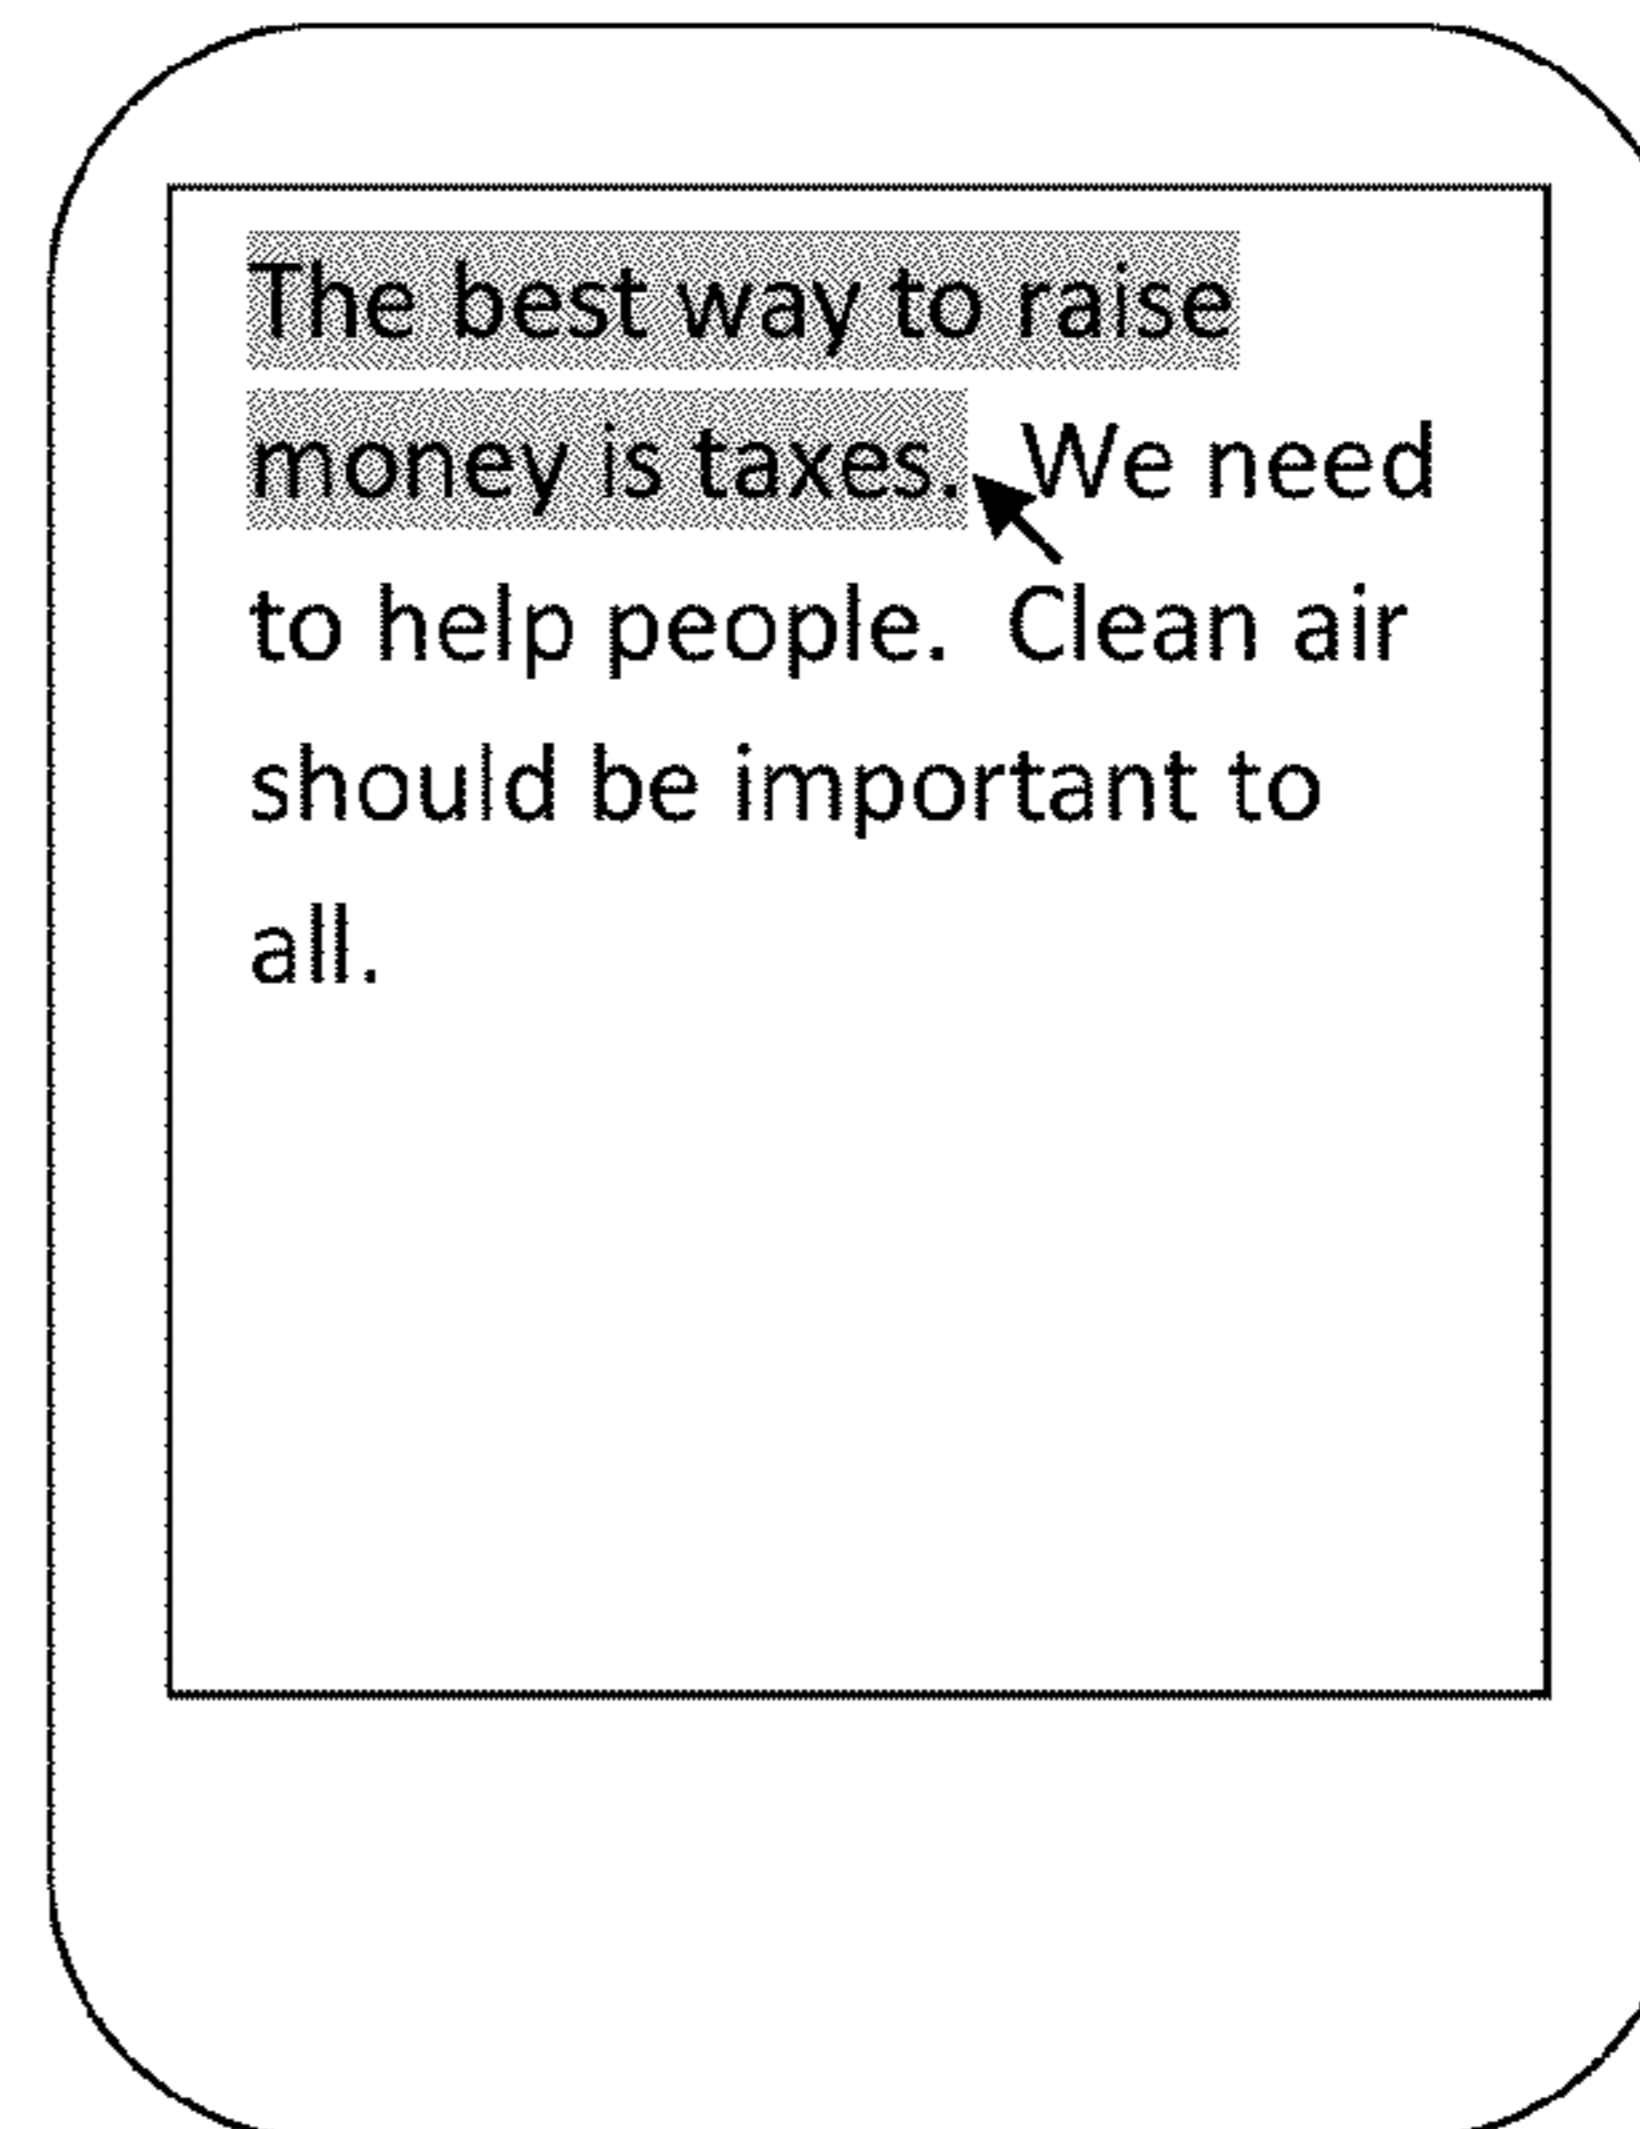 The best way to raise
money is taxes.  We need
to help people.  Clean air
should be important to
all.